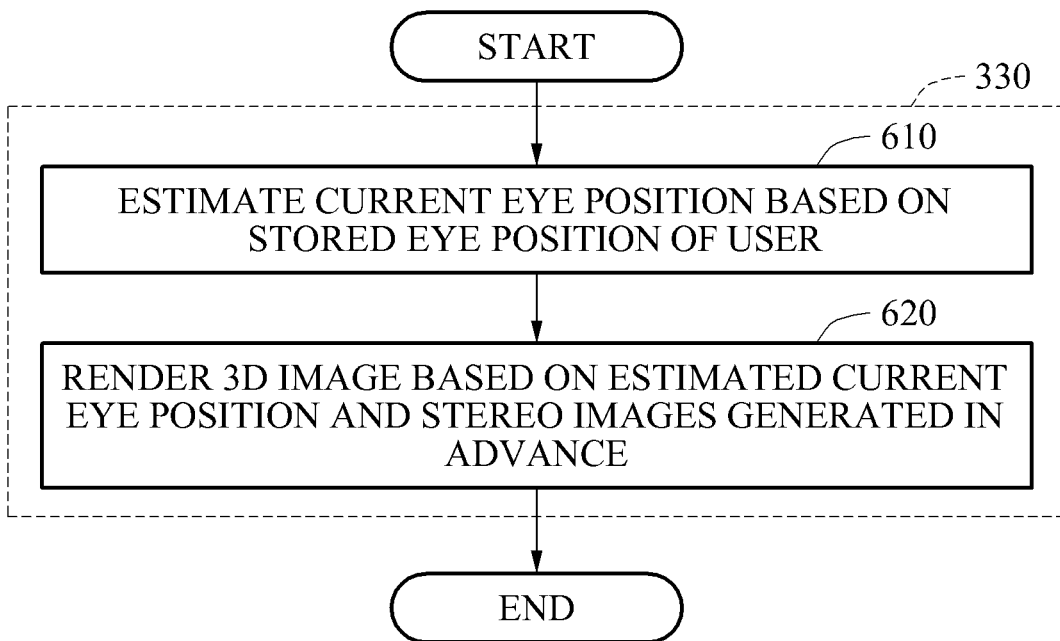 START
330
610
ESTIMATE CURRENT EYE POSITION BASED ON
STORED EYE POSITION OF USER
620
RENDER 3D IMAGE BASED ON ESTIMATED CURRENT
EYE POSITION AND STEREO IMAGES GENERATED IN
ADVANCE
END